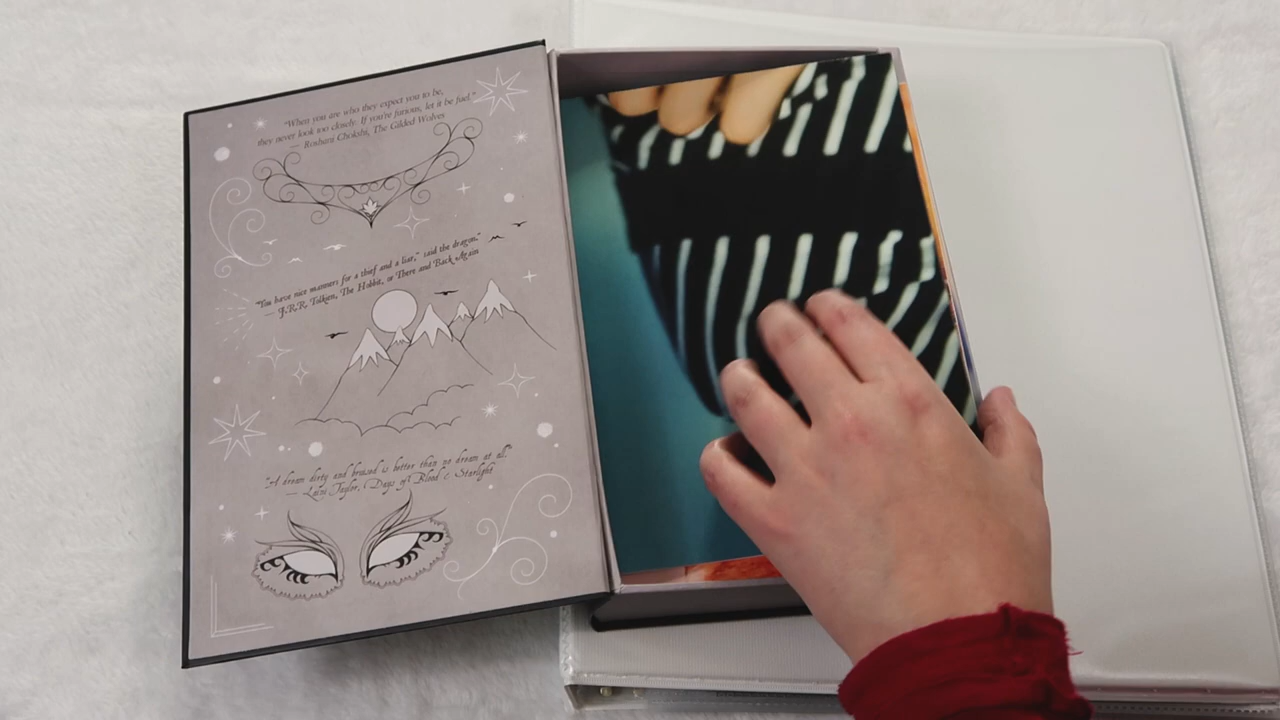 "When you are who they expect you to be,
they never look too closely. If you're furious, let it be fuel."
— Roshani Chokshi, The Gilded Wolves
"You have nice manners for a thief and a liar," said the dragon."
— J.R.R. Tolkien, The Hobbit, or There and Back Again
"A dream dirty and bruised is better than no dream at all."
— Laini Taylor, Days of Blood & Starlight